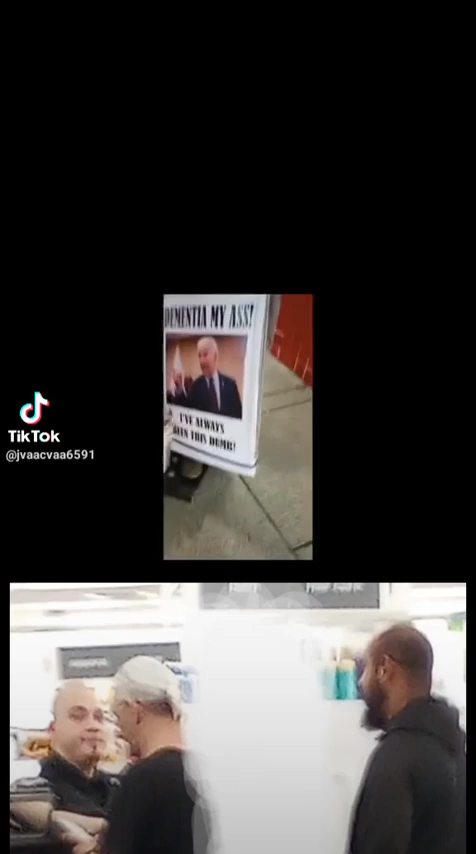 DEMENTIA MY ASS!
I'VE ALWAYS
BEEN THIS DUMB!
TikTok
@jvaacvaa6591